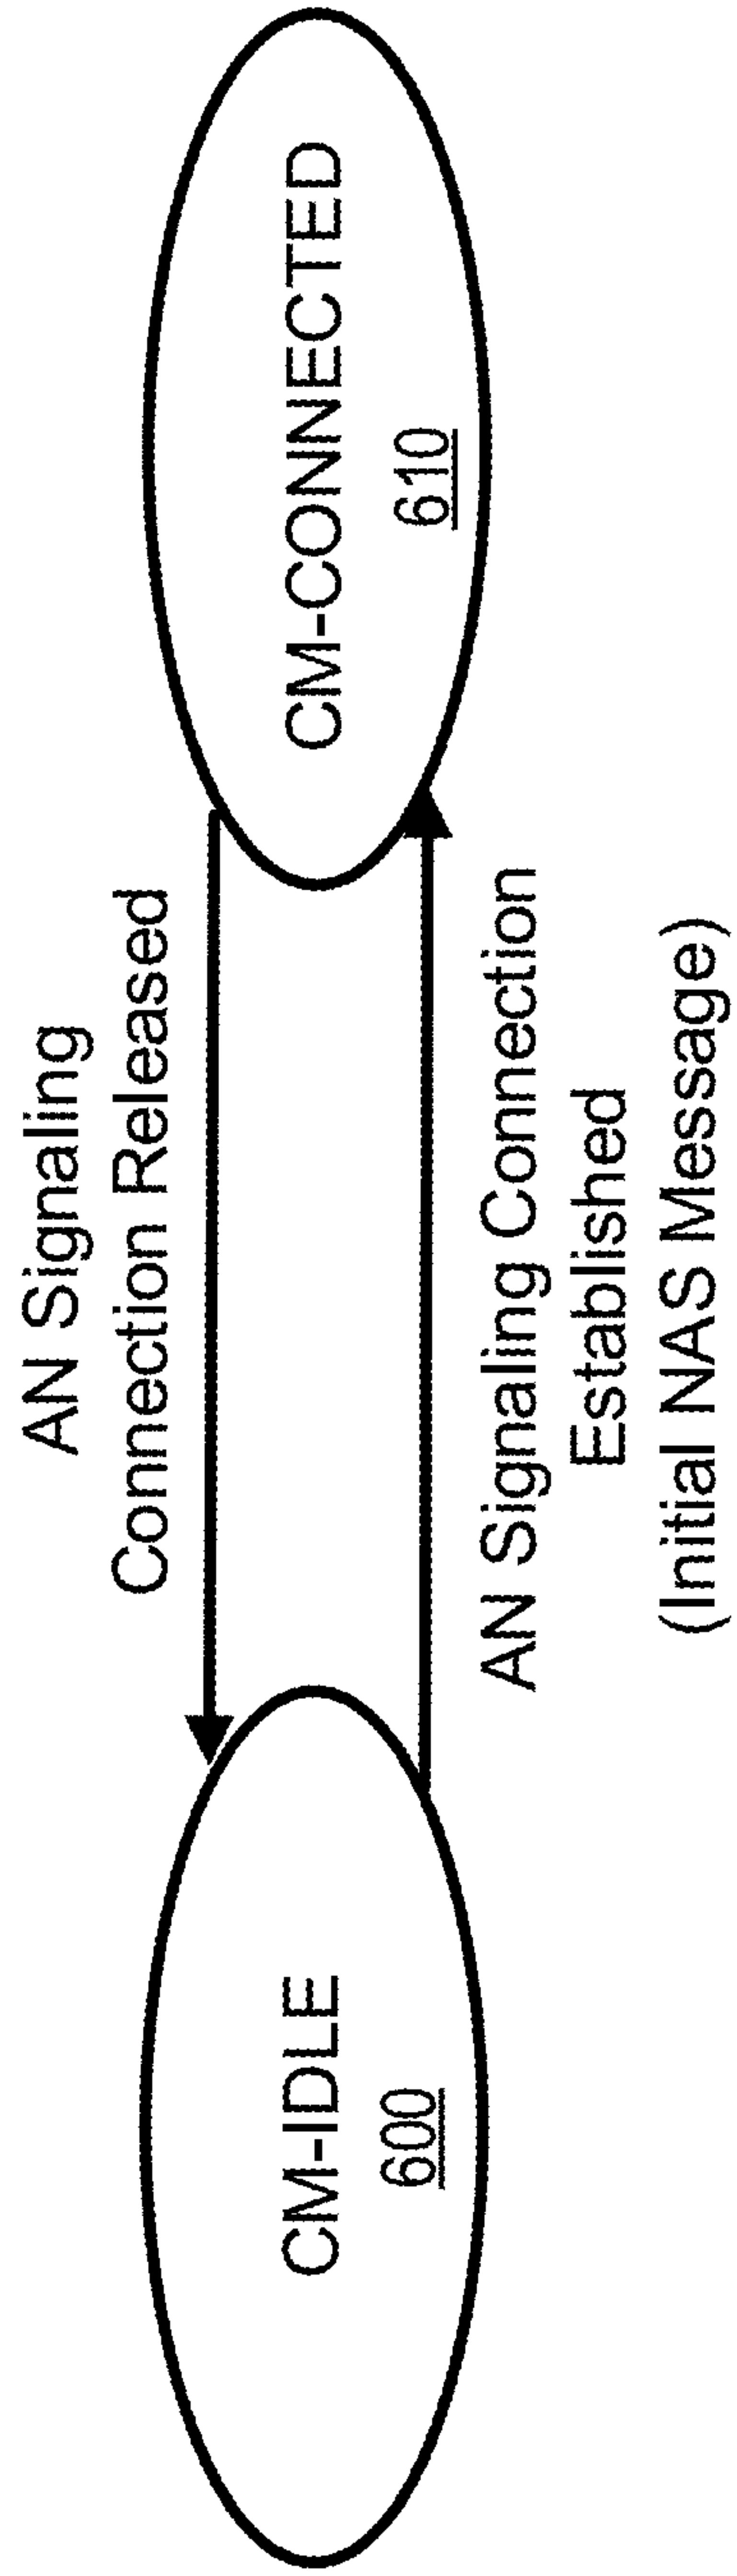 AN Signaling
Connection Released
CM-IDLE
600
CM-CONNECTED
610
AN Signaling Connection
Established
(Initial NAS Message)